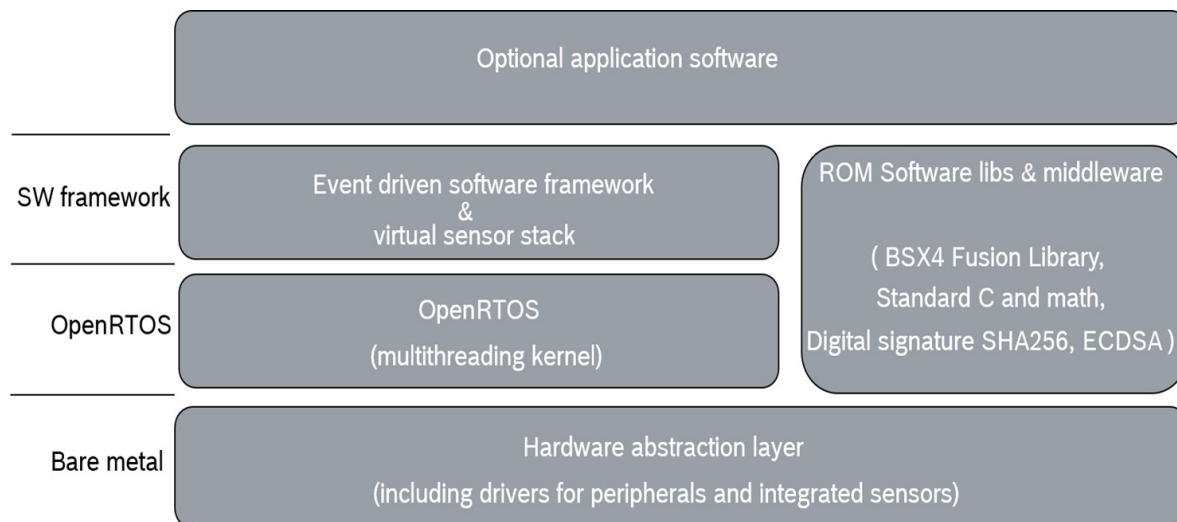 Optional application software
SW framework
Event driven software framework
&
virtual sensor stack
ROM Software libs & middleware
( BSX4 Fusion Library,
Standard C and math,
Digital signature SHA256, ECDSA )
OpenRTOS
OpenRTOS
(multithreading kernel)
Bare metal
Hardware abstraction layer
(including drivers for peripherals and integrated sensors)